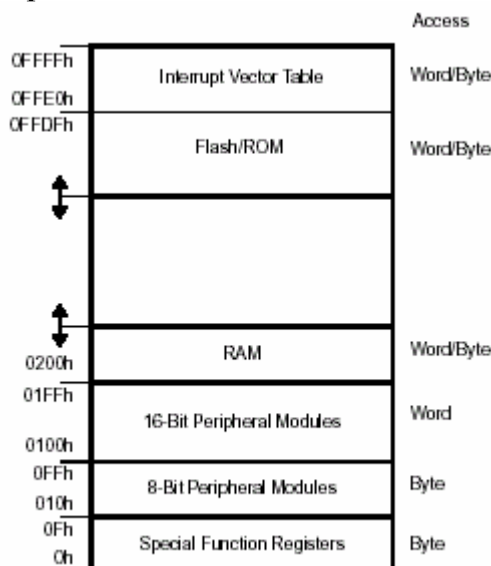 Access
0FFFFh
Interrupt Vector Table
Word/Byte
0FFE0h
0FFDFh
Flash/ROM
Word/Byte
RAM
Word/Byte
0200h
01FFh
16-Bit Peripheral Modules
Word
0100h
0FFh
8-Bit Peripheral Modules
Byte
010h
0Fh
Special Function Registers
Byte
0h